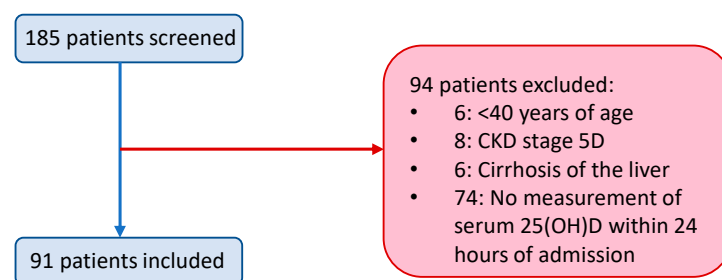 185 patients screened
94 patients excluded:
• 6: <40 years of age
• 8: CKD stage 5D
• 6: Cirrhosis of the liver
• 74: No measurement of
serum 25(OH)D within 24
hours of admission
91 patients included